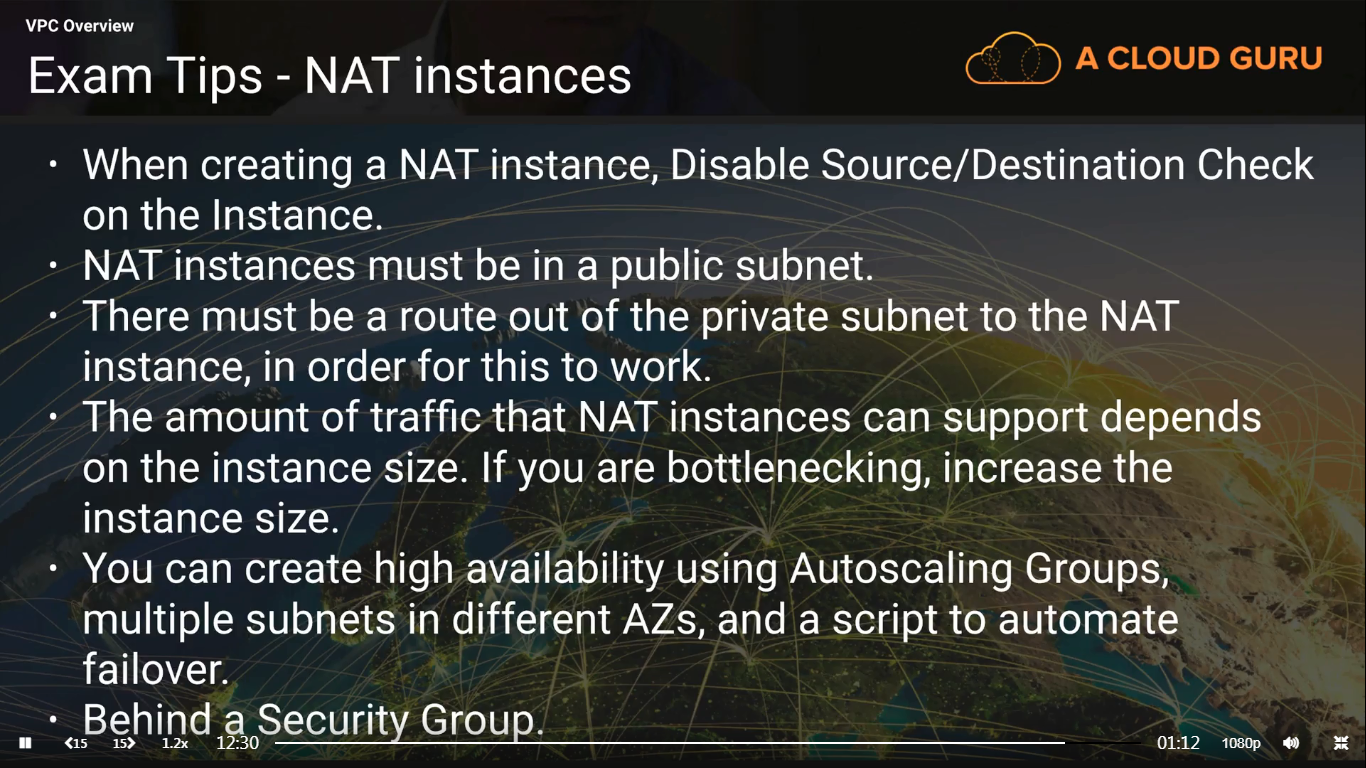 VPC Overview
Exam Tips - NAT instances
A CLOUD GURU
• When creating a NAT instance, Disable Source/Destination Check
on the Instance.
• NAT instances must be in a public subnet.
• There must be a route out of the private subnet to the NAT
instance, in order for this to work.
• The amount of traffic that NAT instances can support depends
on the instance size. If you are bottlenecking, increase the
instance size.
• You can create high availability using Autoscaling Groups,
multiple subnets in different AZs, and a script to automate
failover.
• Behind a Security Group.
15 15 1.2x 12:30 01:12 1080p